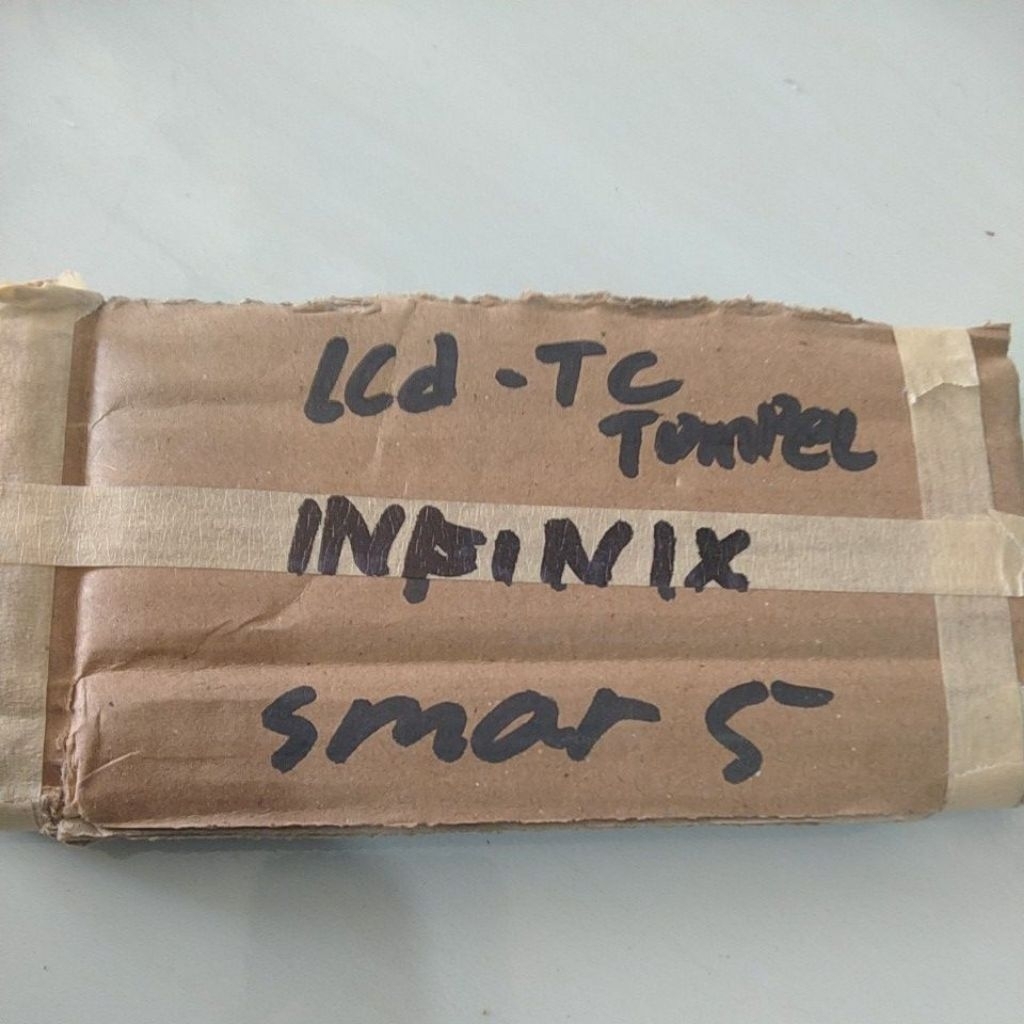 LCd - TC
TOMPEL
INFINIX
smar 5